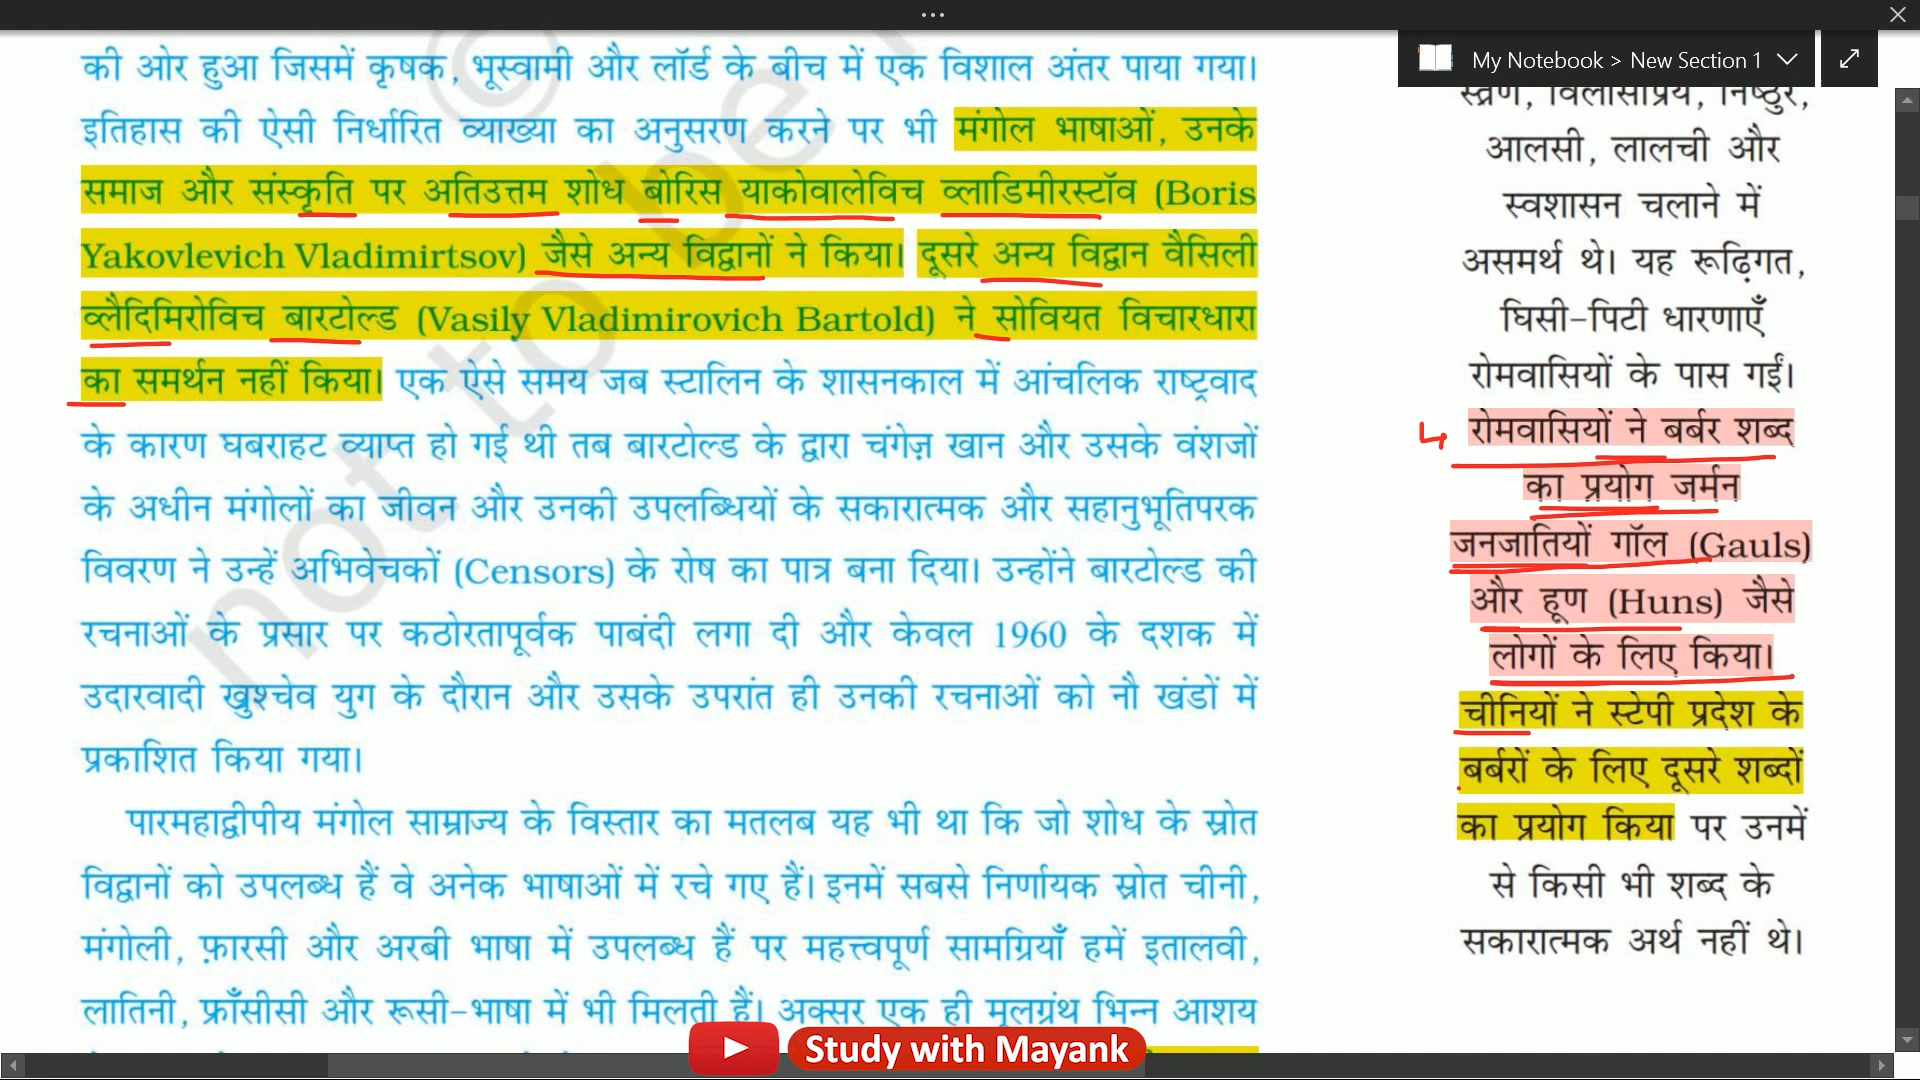 My Notebook > New Section 1
की ओर हुआ जिसमें कृषक, भूस्वामी और लॉर्ड के बीच में एक विशाल अंतर पाया गया।
इतिहास की ऐसी निर्धारित व्याख्या का अनुसरण करने पर भी मंगोल भाषाओं, उनके
समाज और संस्कृति पर अतिउत्तम शोध बोरिस याकोवालेविच व्लाडिमीरस्टॉव (Boris
Yakovlevich Vladimirtsov) जैसे अन्य विद्वानों ने किया। दूसरे अन्य विद्वान वैसिली
व्लैदिमिरोविच बारटोल्ड (Vasily Vladimirovich Bartold) ने सोवियत विचारधारा
का समर्थन नहीं किया। एक ऐसे समय जब स्टालिन के शासनकाल में आंचलिक राष्ट्रवाद
के कारण घबराहट व्याप्त हो गई थी तब बारटोल्ड के द्वारा चंगेज़ खान और उसके वंशजों
के अधीन मंगोलों का जीवन और उनकी उपलब्धियों के सकारात्मक और सहानुभूतिपरक
विवरण ने उन्हें अभिवेचकों (Censors) के रोष का पात्र बना दिया। उन्होंने बारटोल्ड की
रचनाओं के प्रसार पर कठोरतापूर्वक पाबंदी लगा दी और केवल 1960 के दशक में
उदारवादी ख्रुश्चेव युग के दौरान और उसके उपरांत ही उनकी रचनाओं को नौ खंडों में
प्रकाशित किया गया।
पारमहाद्वीपीय मंगोल साम्राज्य के विस्तार का मतलब यह भी था कि जो शोध के स्रोत
विद्वानों को उपलब्ध हैं वे अनेक भाषाओं में रचे गए हैं। इनमें सबसे निर्णायक स्रोत चीनी,
मंगोली, फ़ारसी और अरबी भाषा में उपलब्ध हैं पर महत्त्वपूर्ण सामग्रियाँ हमें इतालवी,
लातिनी, फ्राँसीसी और रूसी-भाषा में भी मिलती हैं। अक्सर एक ही मूलग्रंथ भिन्न आशय
स्त्रैण, विलासप्रिय, निष्ठुर,
आलसी, लालची और
स्वशासन चलाने में
असमर्थ थे। यह रूढ़िगत,
घिसी-पिटी धारणाएँ
रोमवासियों के पास गईं।
रोमवासियों ने बर्बर शब्द
का प्रयोग जर्मन
जनजातियों गॉल (Gauls)
और हूण (Huns) जैसे
लोगों के लिए किया।
चीनियों ने स्टेपी प्रदेश के
बर्बरों के लिए दूसरे शब्दों
का प्रयोग किया पर उनमें
से किसी भी शब्द के
सकारात्मक अर्थ नहीं थे।
not to be
Study with Mayank